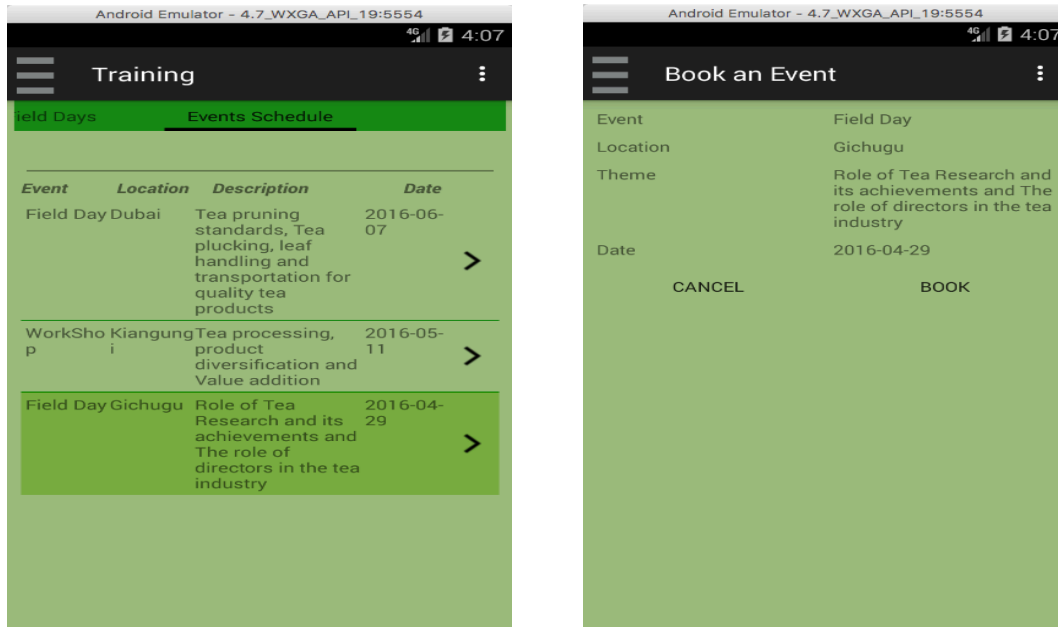 Android Emulator - 4.7_WXGA_API_19:5554
4G 4:07
Training
ield Days Events Schedule
Event Location Description Date
Field Day Dubai Tea pruning 2016-06-
standards, Tea 07
plucking, leaf
handling and
transportation for
quality tea
products
WorkSho Kiangung Tea processing, 2016-05-
p i product 11
diversification and
Value addition
Field Day Gichugu Role of Tea 2016-04-
Research and its 29
achievements and
The role of
directors in the tea
industry
Android Emulator - 4.7_WXGA_API_19:5554
4G 4:07
Book an Event
Event Field Day
Location Gichugu
Theme Role of Tea Research and
its achievements and The
role of directors in the tea
industry
Date 2016-04-29
CANCEL BOOK